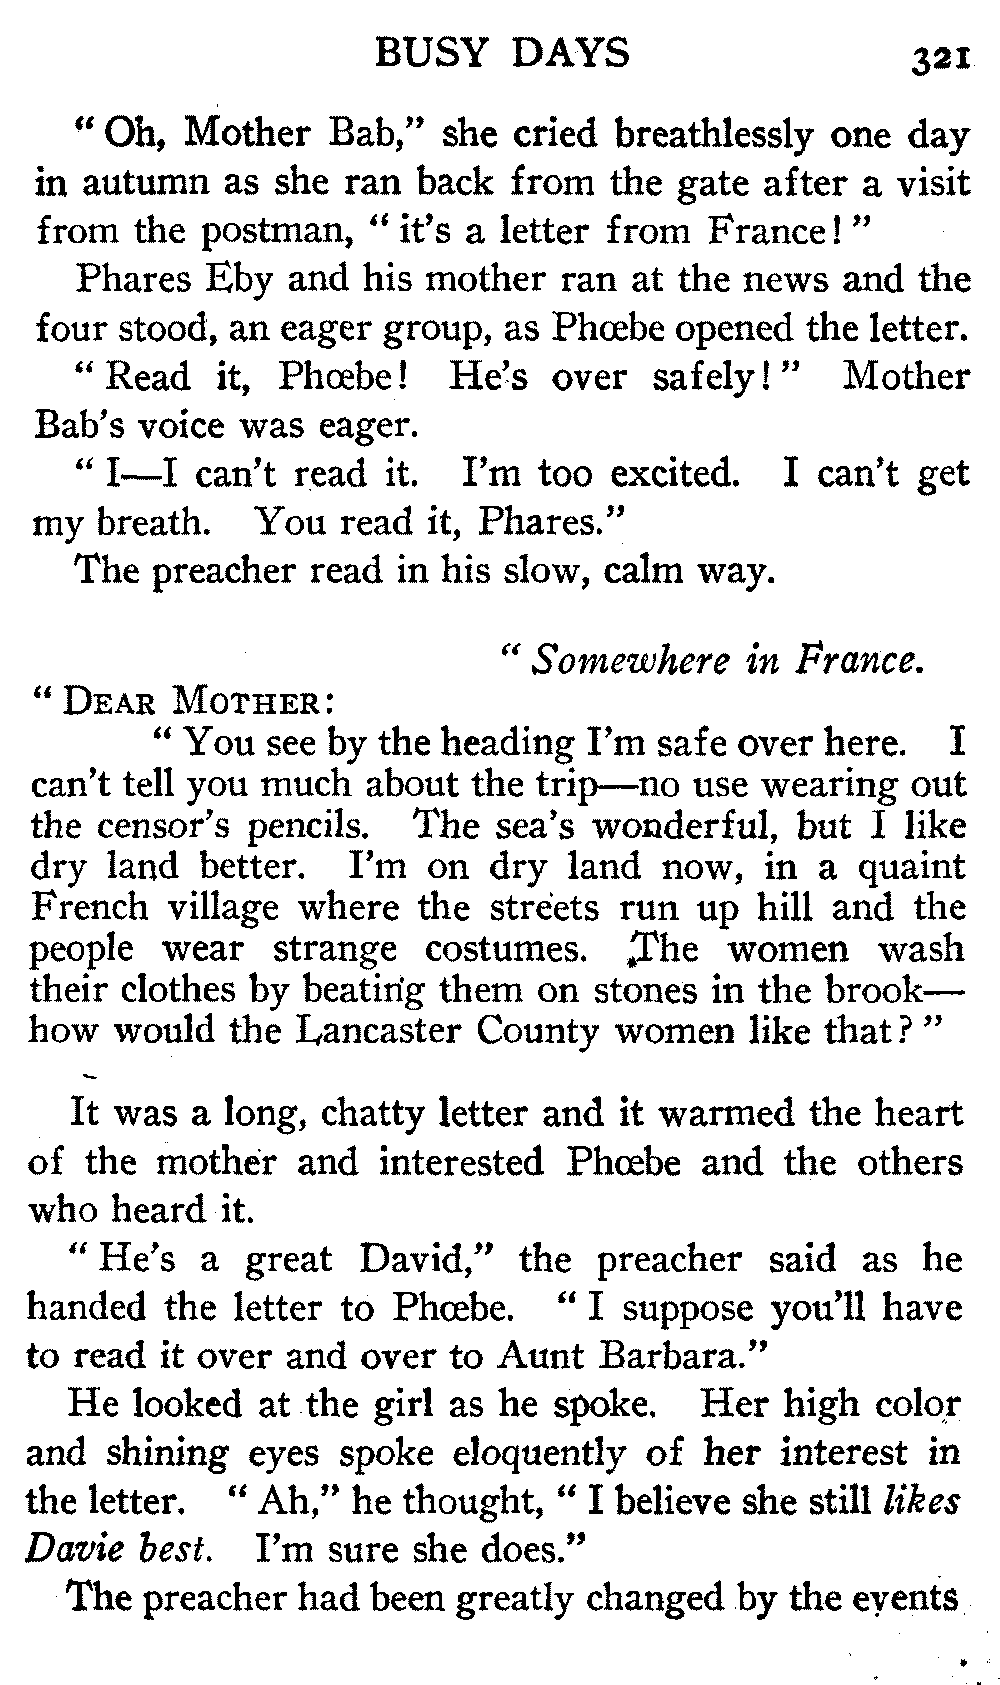 BUSY DAYS 321
“ Oh, Mother Bab,” she cried breathlessly one day
in autumn as she ran back from the gate after a visit
from the postman, “ it’s a letter from France! ”
Phares Eby and his mother ran at the news and the
four stood, an eager group, as Phœbe opened the letter.
“ Read it, Phœbe! He’s over safely! ” Mother
Bab’s voice was eager.
“ I—I can’t read it. I’m too excited. I can’t get
my breath. You read it, Phares.”
The preacher read in his slow, calm way.
“ Somewhere in France.
“ DEAR MOTHER:
“ You see by the heading I’m safe over here. I
can’t tell you much about the trip—no use wearing out
the censor’s pencils. The sea’s wonderful, but I like
dry land better. I’m on dry land now, in a quaint
French village where the streets run up hill and the
people wear strange costumes. The women wash
their clothes by beating them on stones in the brook—
how would the Lancaster County women like that? ”
It was a long, chatty letter and it warmed the heart
of the mother and interested Phœbe and the others
who heard it.
“ He’s a great David,” the preacher said as he
handed the letter to Phœbe. “ I suppose you’ll have
to read it over and over to Aunt Barbara.”
He looked at the girl as he spoke. Her high color
and shining eyes spoke eloquently of her interest in
the letter. “ Ah,” he thought, “ I believe she still likes
Davie best. I’m sure she does.”
The preacher had been greatly changed by the events